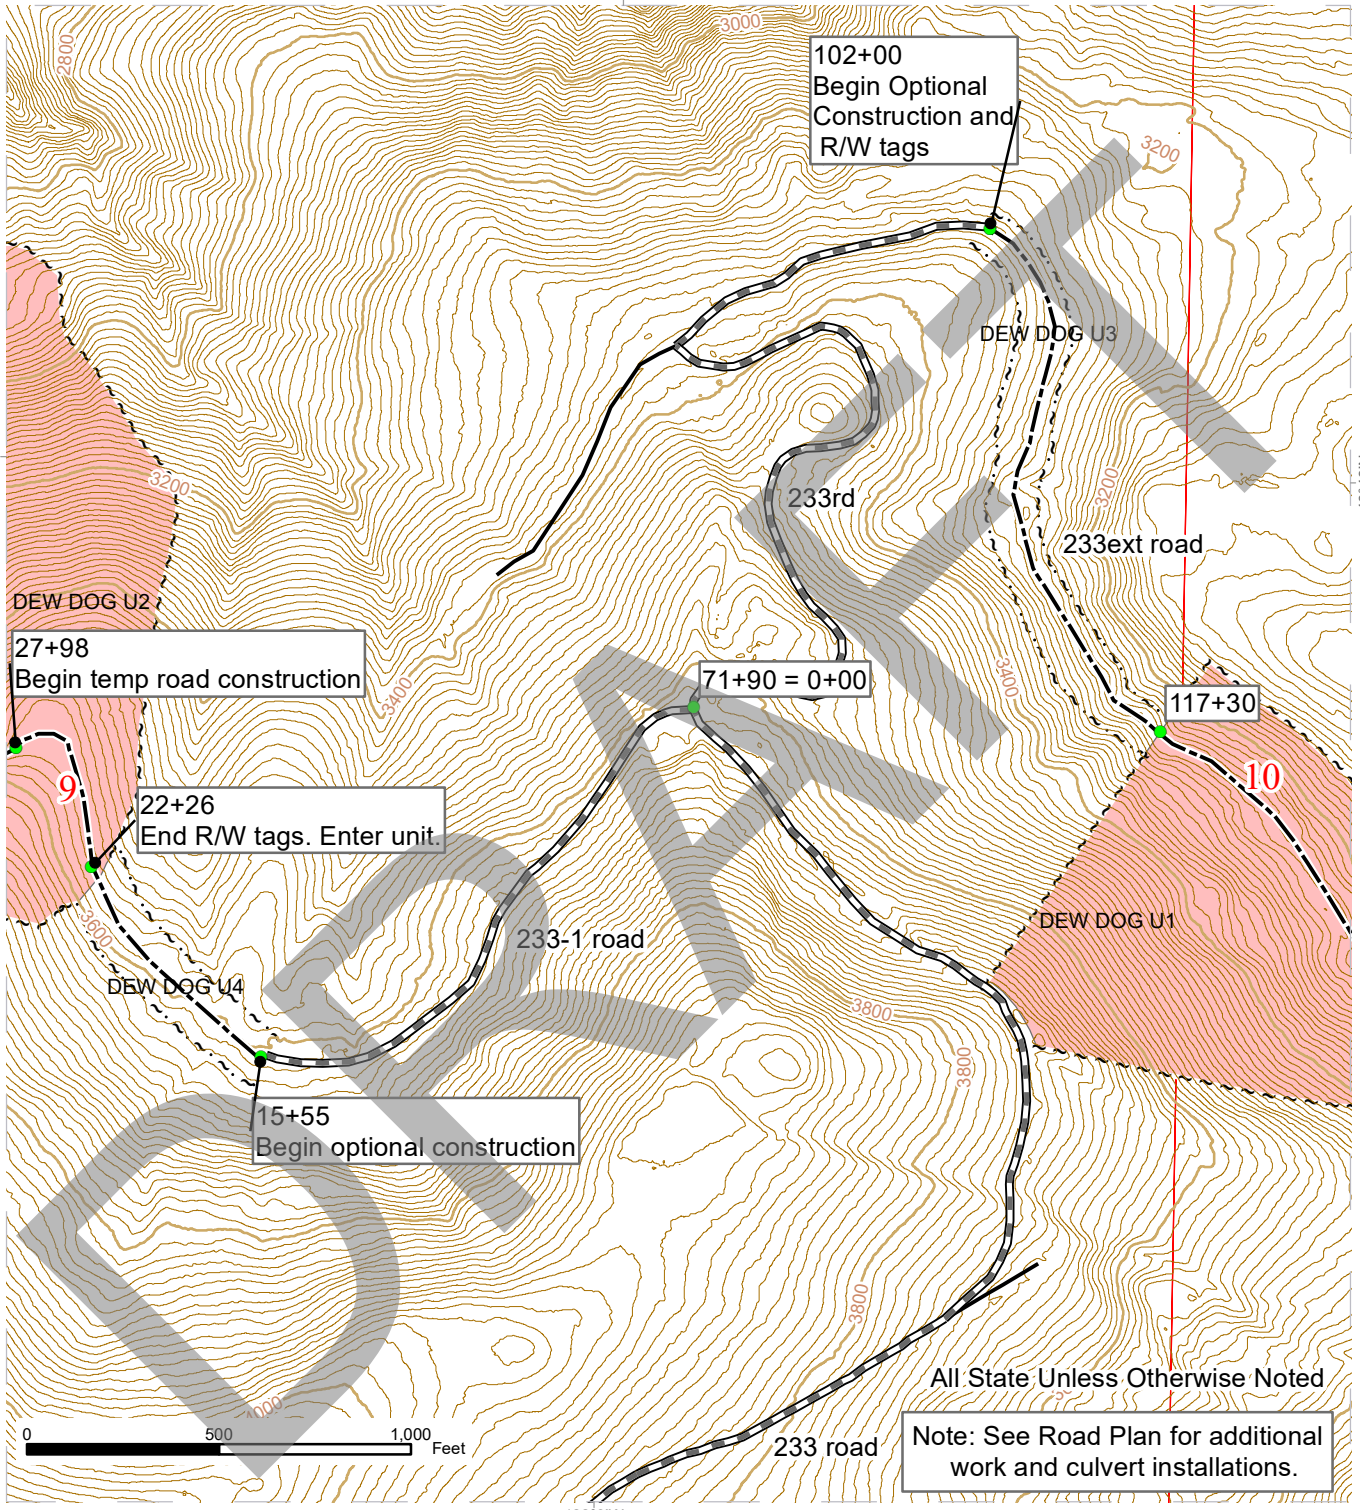 3000
2800
102+00
Begin Optional
Construction and
R/W tags
3200
DEW DOG U3
3200
3200
233rd
233ext road
DEW DOG U2
27+98
Begin temp road construction
3400
3400
71+90 = 0+00
117+30
9
10
22+26
End R/W tags. Enter unit.
3600
DEW DOG U1
233-1 road
DEW DOG U4
3800
3800
15+55
Begin optional construction
3800
All State Unless Otherwise Noted
4000
0 500 1,000
Feet
233 road
Note: See Road Plan for additional
work and culvert installations.
DRAFT